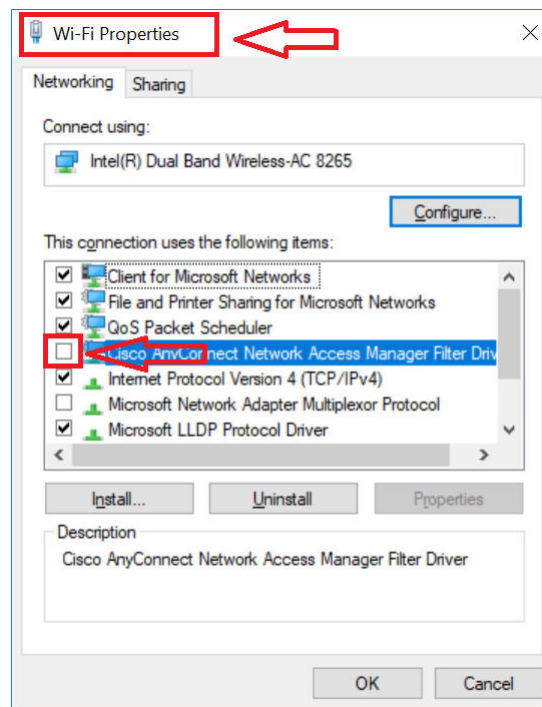 Wi-Fi Properties
Networking
Sharing
Connect using:
Intel(R) Dual Band Wireless-AC 8265
Configure...
This connection uses the following items:
Client for Microsoft Networks
File and Printer Sharing for Microsoft Networks
QoS Packet Scheduler
Cisco AnyConnect Network Access Manager Filter Driv
Internet Protocol Version 4 (TCP/IPv4)
Microsoft Network Adapter Multiplexor Protocol
Microsoft LLDP Protocol Driver
Install...
Uninstall
Properties
Description
Cisco AnyConnect Network Access Manager Filter Driver
OK
Cancel